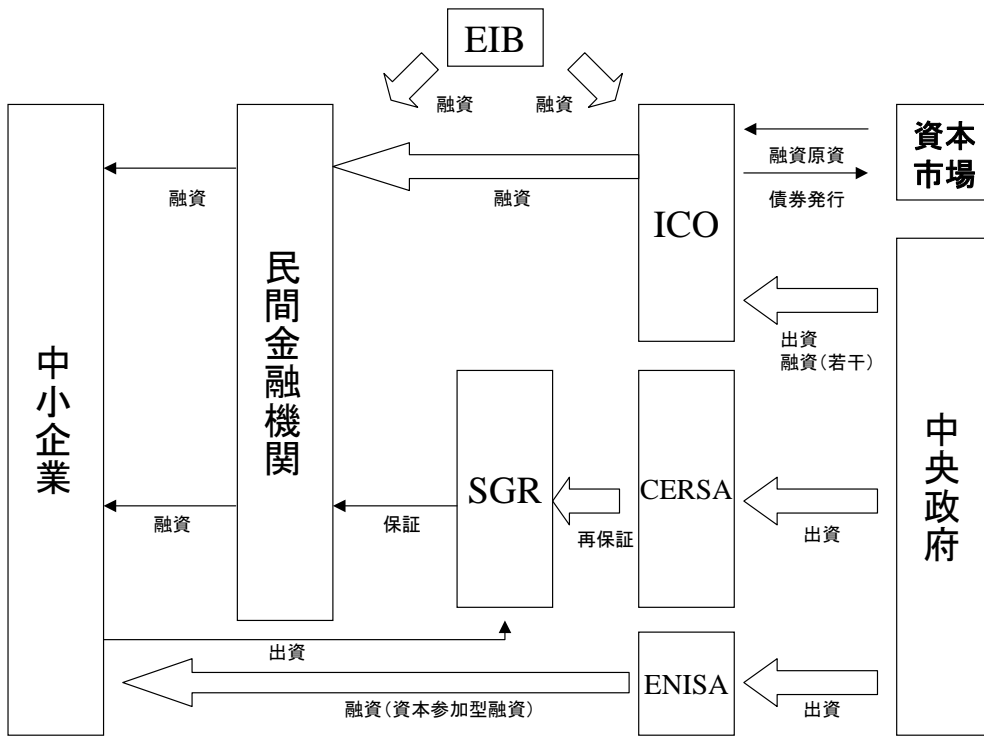 EIB
融資
融資
資本
市場
融資原資
債券発行
融資
融資
ICO
民間金融機関
中小企業
出資
融資（若干）
中央政府
SGR
CERSA
融資
保証
再保証
出資
出資
ENISA
融資（資本参加型融資）
出資